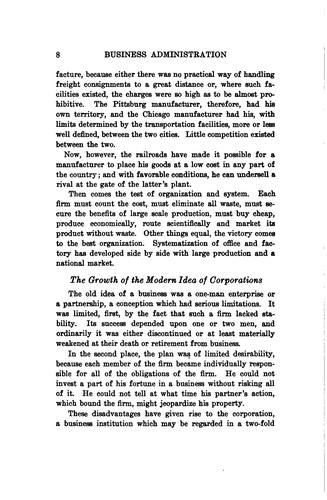 8 BUSINESS ADMINISTRATION
facture, because either there was no practical way of handling
freight consignments to a great distance or, where such fa-
cilities existed, the charges were so high as to be almost pro-
hibitive. The Pittsburg manufacturer, therefore, had his
own territory, and the Chicago manufacturer had his, with
limits determined by the transportation facilities, more or less
well defined, between the two cities. Little competition existed
between the two.
Now, however, the railroads have made it possible for a
manufacturer to place his goods at a low cost in any part of
the country; and with favorable conditions, he can undersell a
rival at the gate of the latter's plant.
Then comes the test of organization and system. Each
firm must count the cost, must eliminate all waste, must se-
cure the benefits of large scale production, must buy cheap,
produce economically, route scientifically and market its
product without waste. Other things equal, the victory comes
to the best organization. Systematization of office and fac-
tory has developed side by side with large production and a
national market.
The Growth of the Modern Idea of Corporations
The old idea of a business was a one-man enterprise or
a partnership, a conception which had serious limitations. It
was limited, first, by the fact that such a firm lacked sta-
bility. Its success depended upon one or two men, and
ordinarily it was either discontinued or at least materially
weakened at their death or retirement from business.
In the second place, the plan was of limited desirability,
because each member of the firm became individually respon-
sible for all of the obligations of the firm. He could not
invest a part of his fortune in a business without risking all
of it. He could not tell at what time his partner's action,
which bound the firm, might jeopardize his property.
These disadvantages have given rise to the corporation,
a business institution which may be regarded in a two-fold